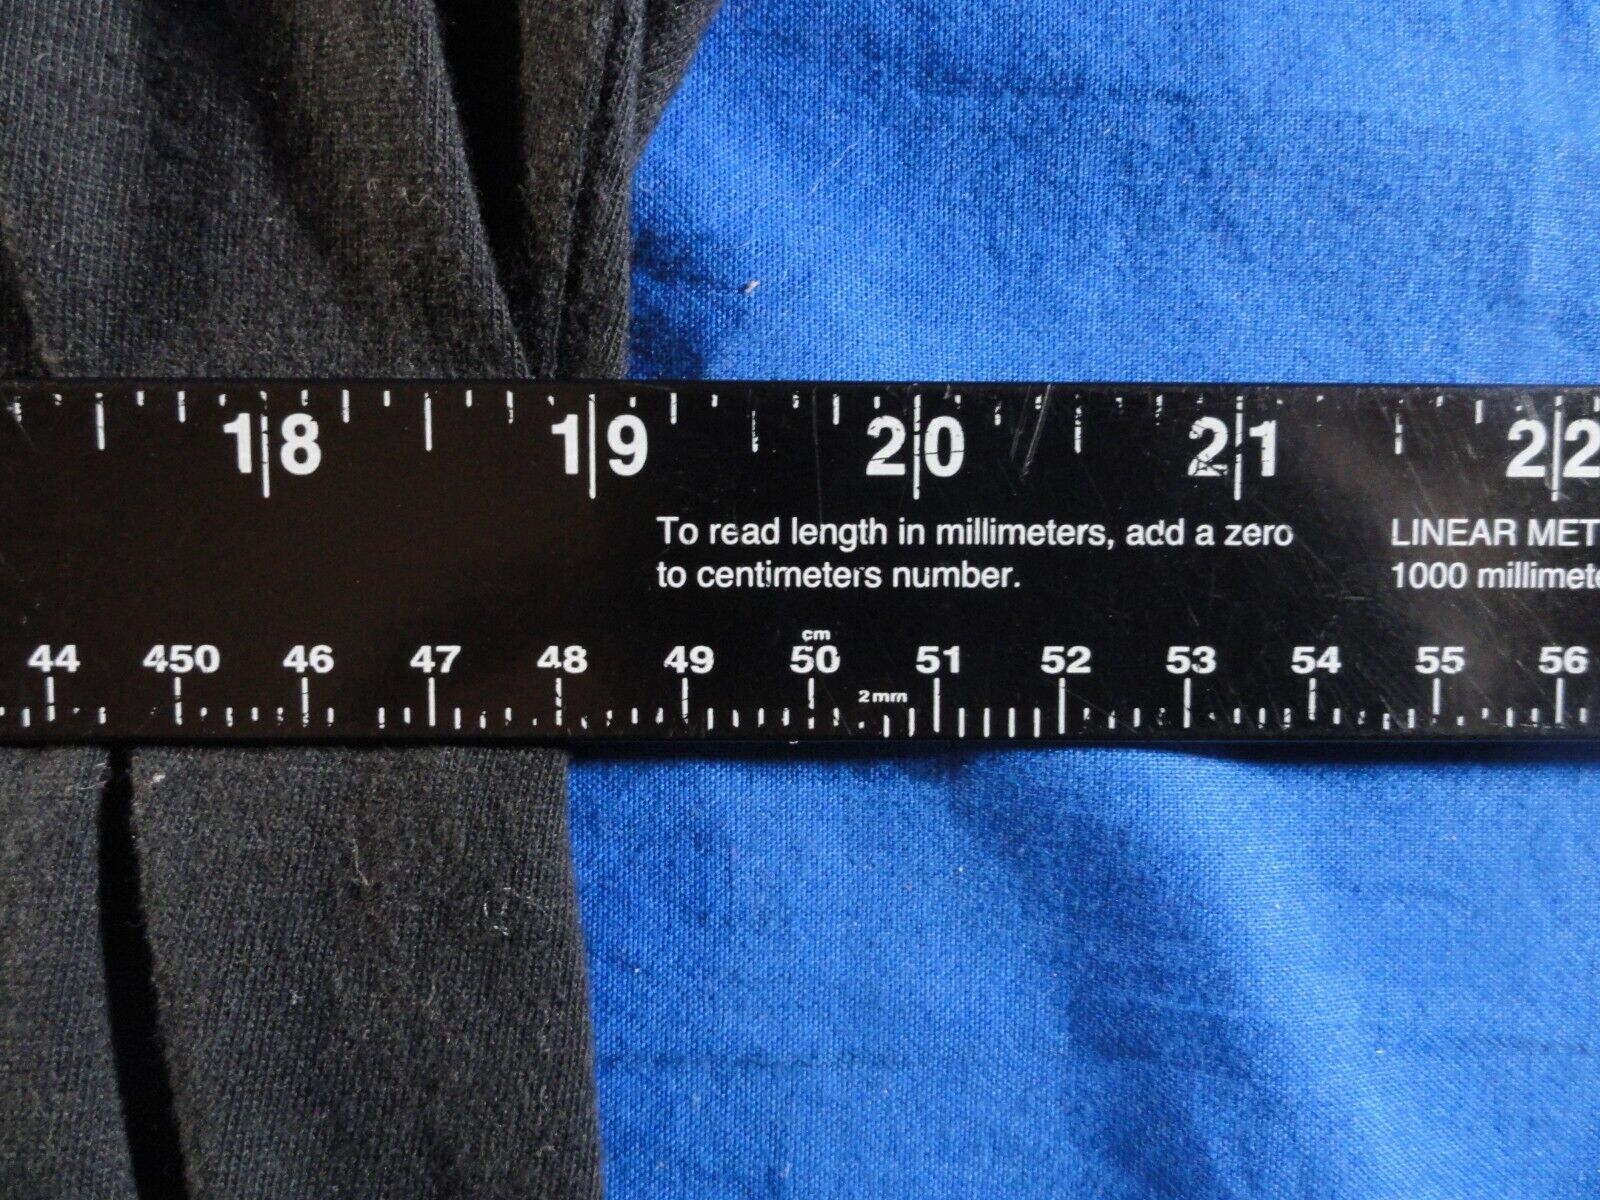 18 19 20 21 22
To read length in millimeters, add a zero
to centimeters number.
LINEAR MET
1000 millimete
cm
44 450 46 47 48 49 50 51 52 53 54 55 56
2mm